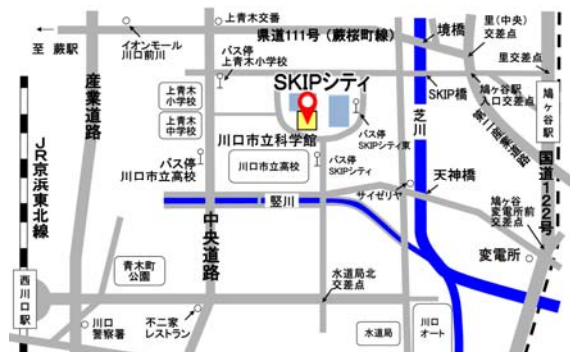 上青木交番
県道111号 (蕨桜町線)
境橋
里(中央)
交差点
至 蕨駅
イオンモール
川口前川
バス停
上青木小学校
里交差点
SKIPシティ
SKIP橋
鳩ヶ谷駅
入口交差点
鳩ヶ谷駅
産業道路
上青木
小学校
上青木
中学校
川口市立科学館
バス停
SKIPシティ東
芝川
第二産業道路
国道122号
JR京浜東北線
バス停
川口市立高校
川口市立高校
バス停
SKIPシティ
サイゼリヤ
天神橋
竪川
中央道路
鳩ヶ谷
変電所前
交差点
変電所
青木町
公園
水道局北
交差点
西川口駅
川口
警察署
不二家
レストラン
水道局
川口
オート